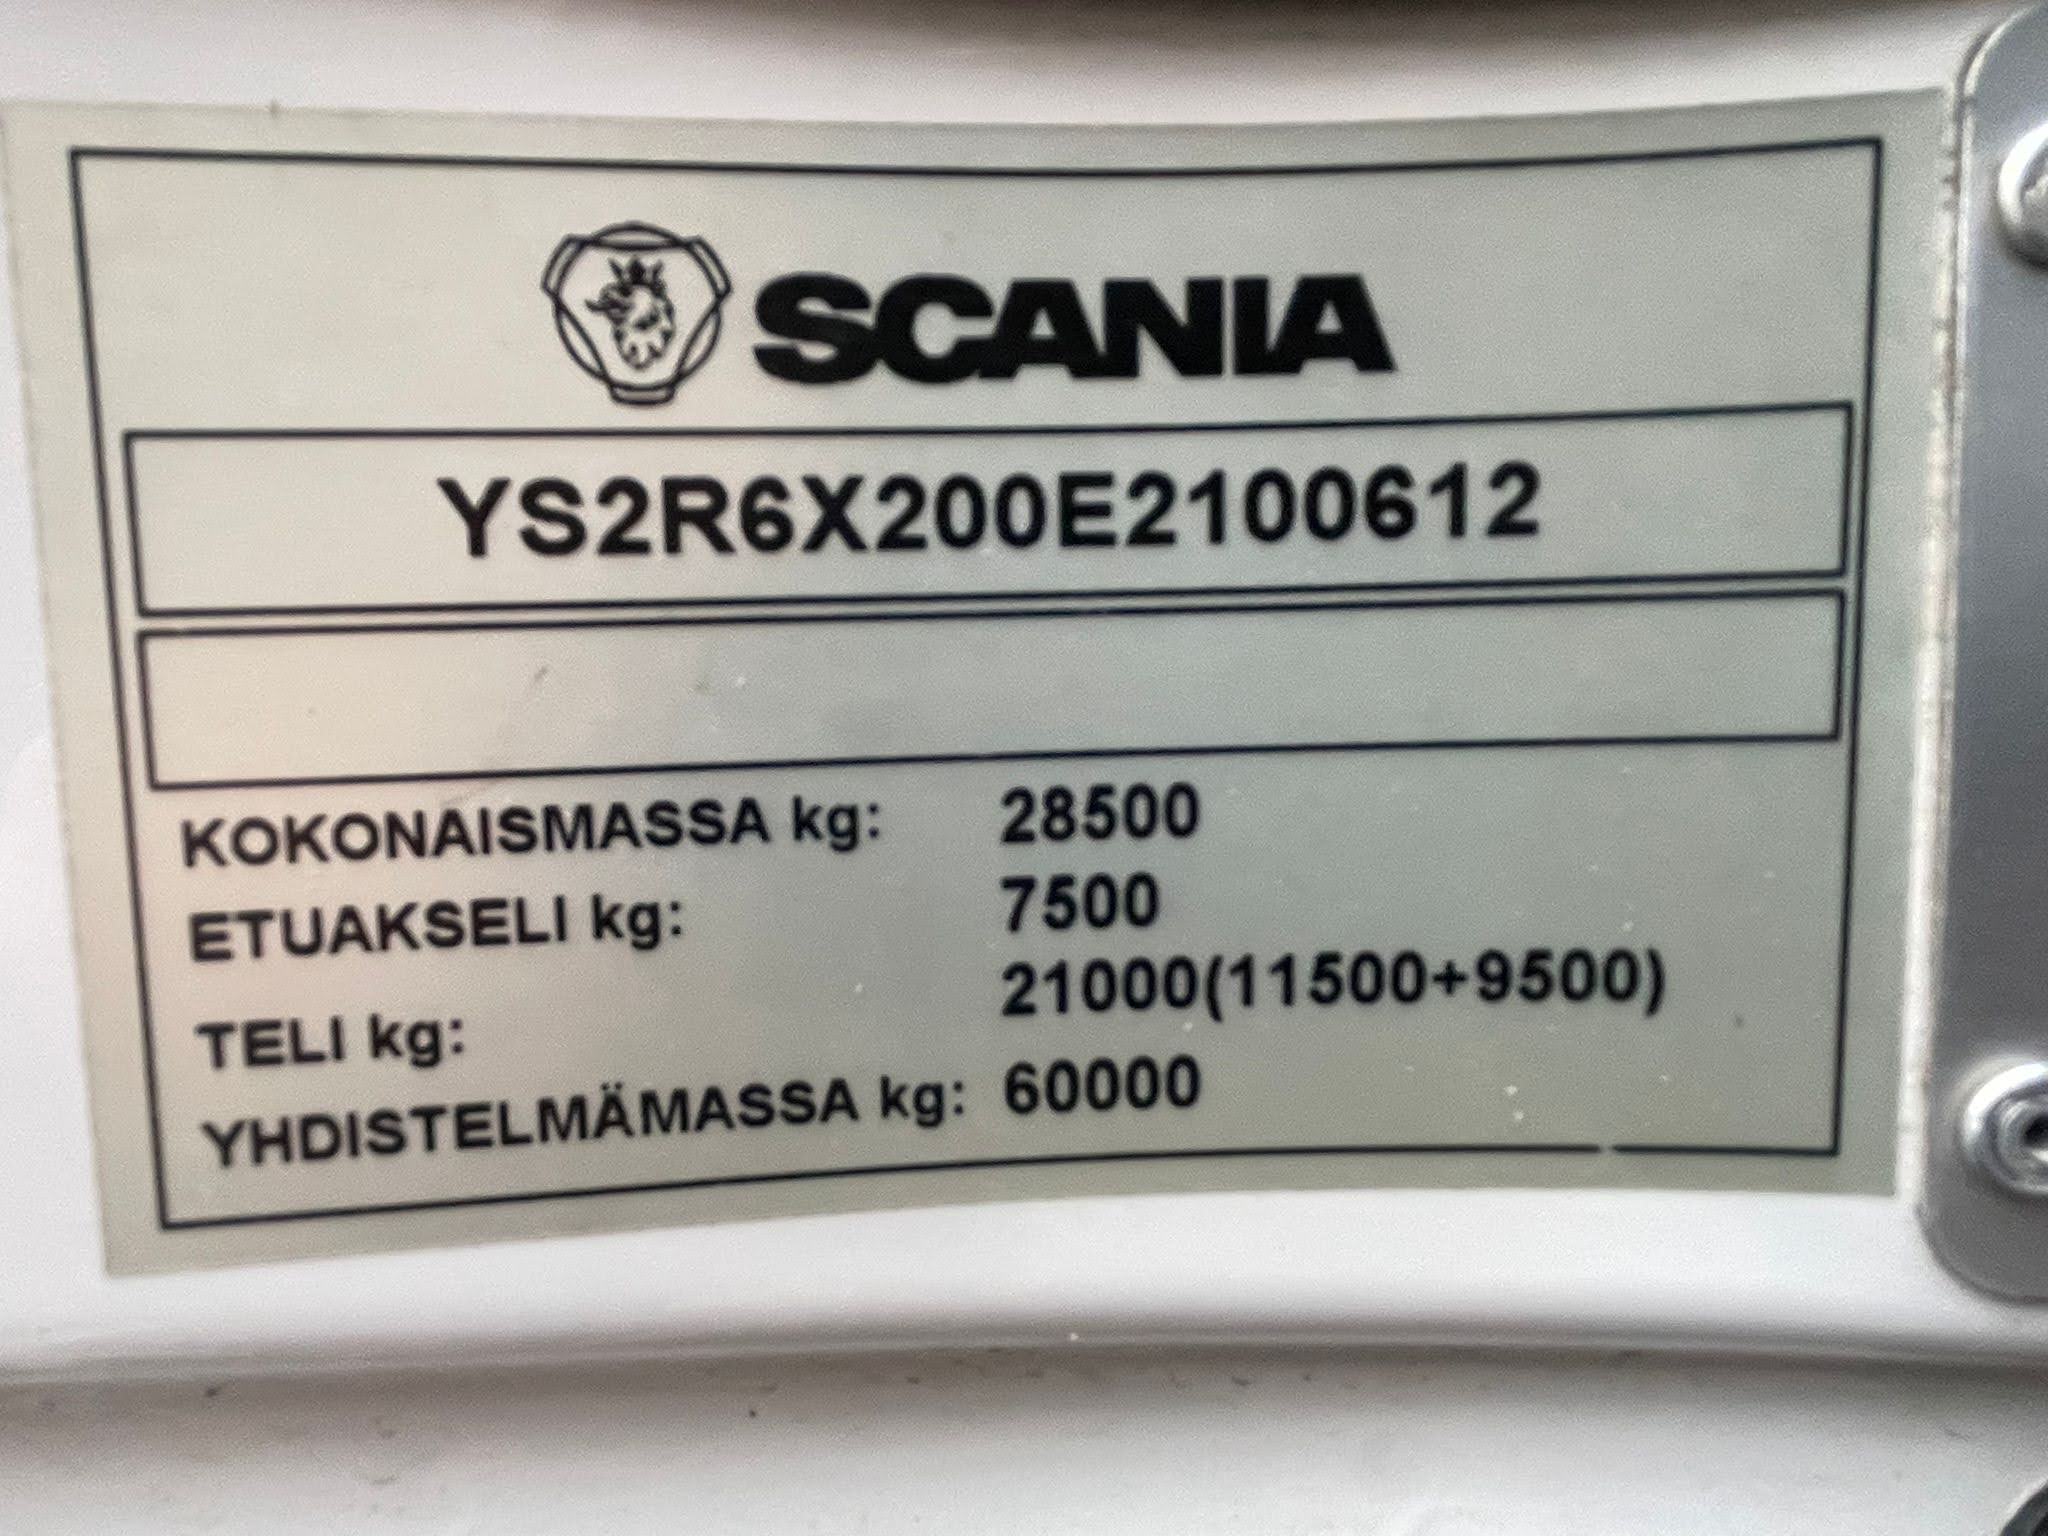 SCANIA
YS2R6X200E2100612
KOKONAISMASSA kg: 28500
ETUAKSELI kg: 7500
TELI kg: 21000(11500+9500)
YHDISTELMÄMASSA kg: 60000